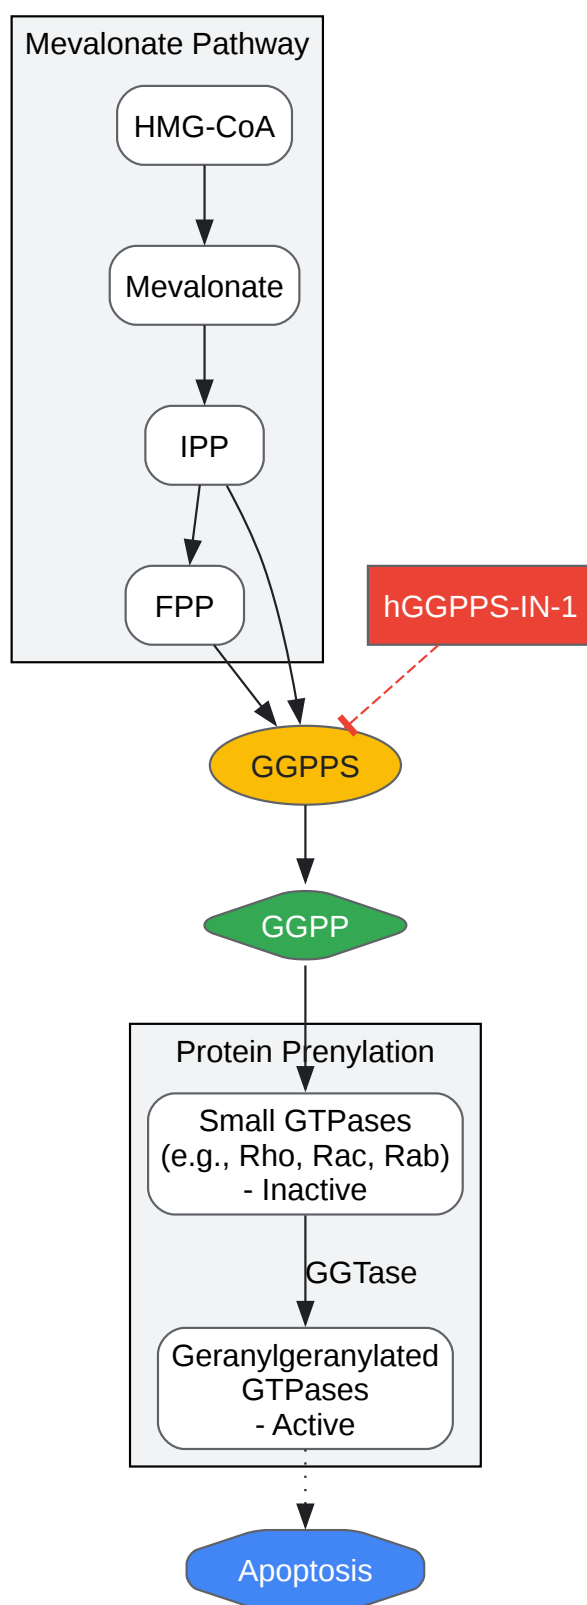 Mevalonate Pathway
HMG-CoA
Mevalonate
IPP
FPP
hGGPPS-IN-1
GGPPS
GGPP
Protein Prenylation
Small GTPases
(e.g., Rho, Rac, Rab)
- Inactive
GGTase
Geranylgeranylated
GTPases
- Active
Apoptosis